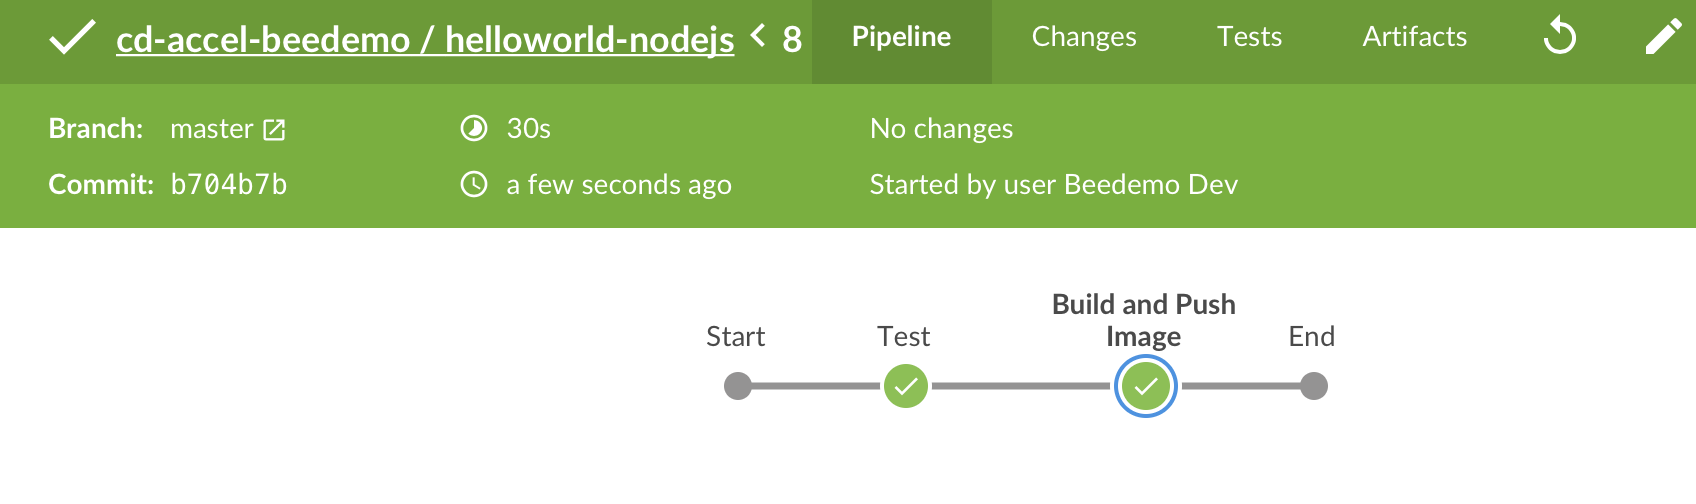 cd-accel-beedemo / helloworld-nodejs < 8 Pipeline Changes Tests Artifacts
Branch: master 30s No changes
Commit: b704b7b a few seconds ago Started by user Beedemo Dev
Build and Push
Start Test Image End